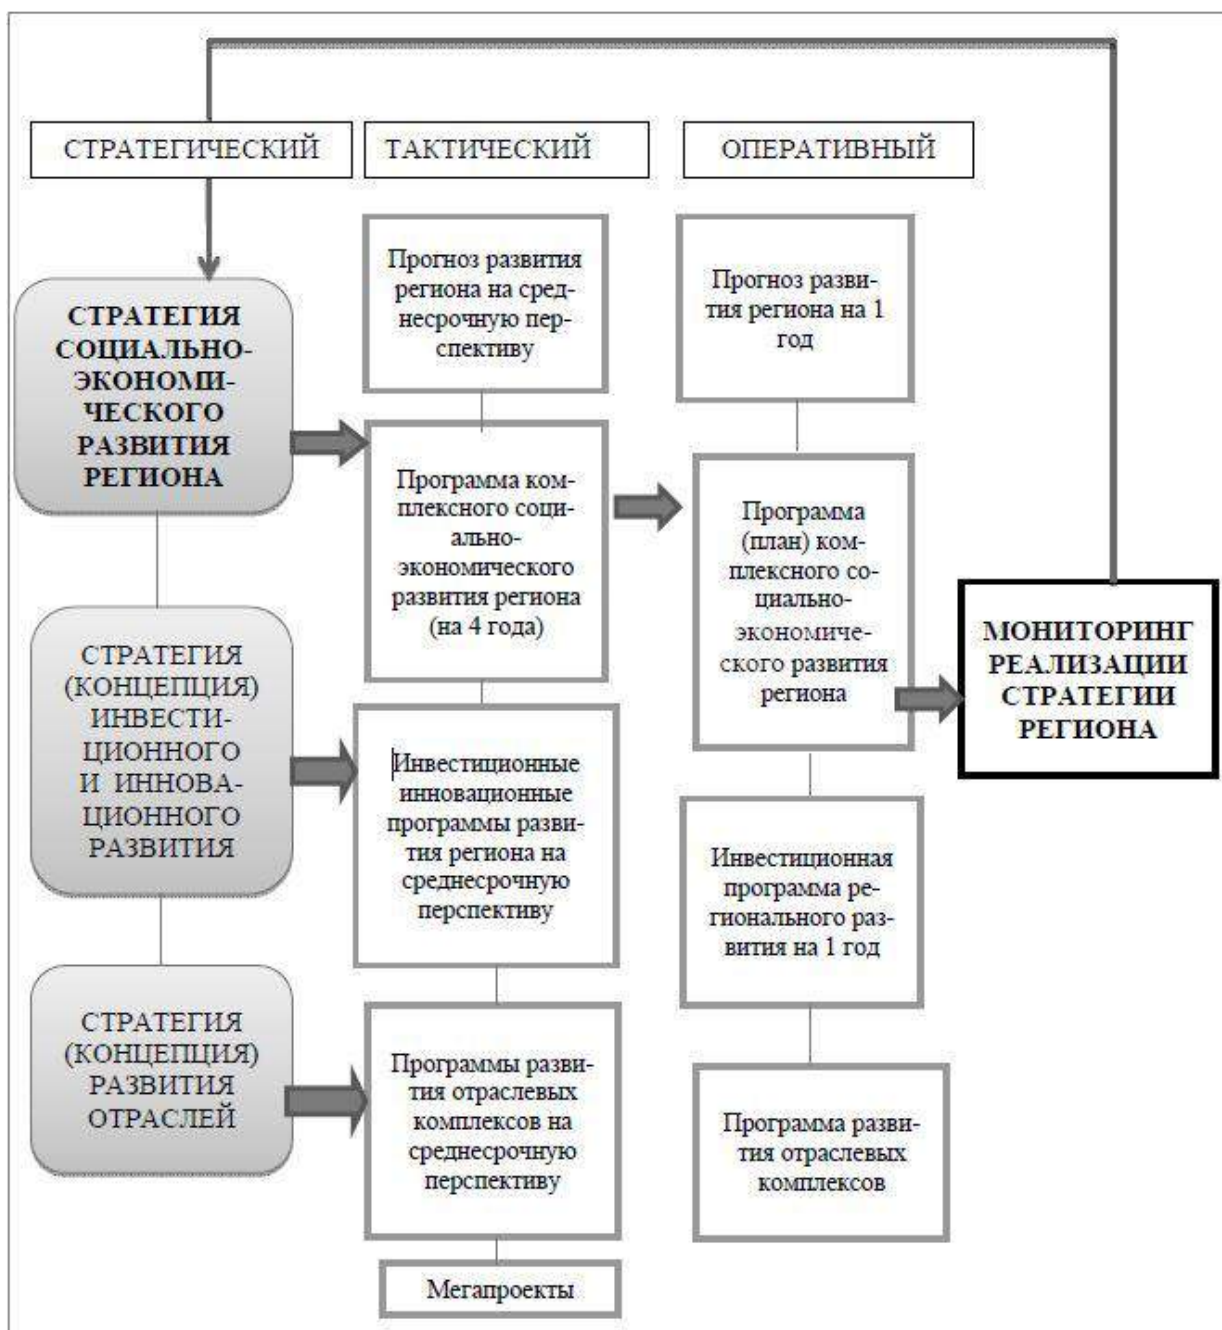 СТРАТЕГИЧЕСКИЙ
ТАКТИЧЕСКИЙ
ОПЕРАТИВНЫЙ
СТРАТЕГИЯ
СОЦИАЛЬНО-
ЭКОНОМИ-
ЧЕСКОГО
РАЗВИТИЯ
РЕГИОНА
СТРАТЕГИЯ
(КОНЦЕПЦИЯ)
ИНВЕСТИ-
ЦИОННОГО
И ИННОВА-
ЦИОННОГО
РАЗВИТИЯ
СТРАТЕГИЯ
(КОНЦЕПЦИЯ)
РАЗВИТИЯ
ОТРАСЛЕЙ
Прогноз развития
региона на сред-
несрочную пер-
спективу
Программа ком-
плексного соци-
ально-
экономического
развития региона
(на 4 года)
Инвестиционные
инновационные
программы разви-
тия региона на
среднесрочную
перспективу
Программы разви-
тия отраслевых
комплексов на
среднесрочную
перспективу
Мегапроекты
Прогноз разви-
тия региона на 1
год
Программа
(план) ком-
плексного со-
циально-
экономиче-
ского развития
региона
Инвестиционная
программа ре-
гионального раз-
вития на 1 год
Программа разви-
тия отраслевых
комплексов
МОНИТОРИНГ
РЕАЛИЗАЦИИ
СТРАТЕГИИ
РЕГИОНА